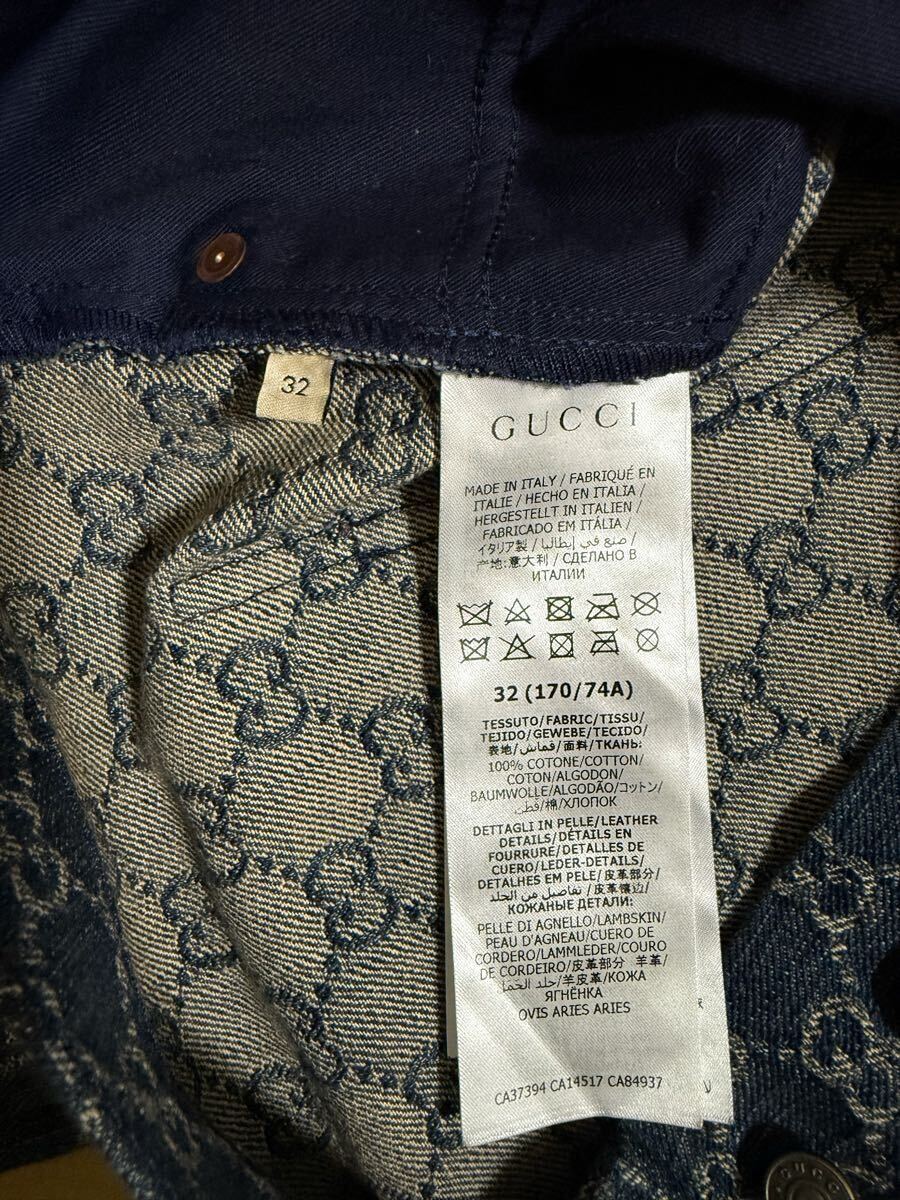 32
GUCCI
MADE IN ITALY / FABRIQUÉ EN
ITALIE / HECHO EN ITALIA /
HERGESTELLT IN ITALIEN /
FABRICADO EM ITÁLIA /
イタリア製 / صنع في إيطاليا /
产地:意大利 / СДЕЛАНО В
ИТАЛИИ
32 (170/74A)
TESSUTO/FABRIC/TISSU/
TEJIDO/GEWEBE/TECIDO/
表地/قماش/面料/ТКАНЬ:
100% COTONE/COTTON/
COTON/ALGODON/
BAUMWOLLE/ALGODÃO/コットン/
قطن/棉/ХЛОПОК
DETTAGLI IN PELLE/LEATHER
DETAILS/DÉTAILS EN
FOURRURE/DETALLES DE
CUERO/LEDER-DETAILS/
DETALHES EM PELE/皮革部分/
تفاصيل من الجلد/皮革镶边/
КОЖАНЫЕ ДЕТАЛИ:
PELLE DI AGNELLO/LAMBSKIN/
PEAU D'AGNEAU/CUERO DE
CORDERO/LAMMLEDER/COURO
DE CORDEIRO/皮革部分 羊革/
جلد الحمل/羊皮革/КОЖА
ЯГНЁНКА
OVIS ARIES ARIES
CA37394 CA14517 CA84937
GUCCI